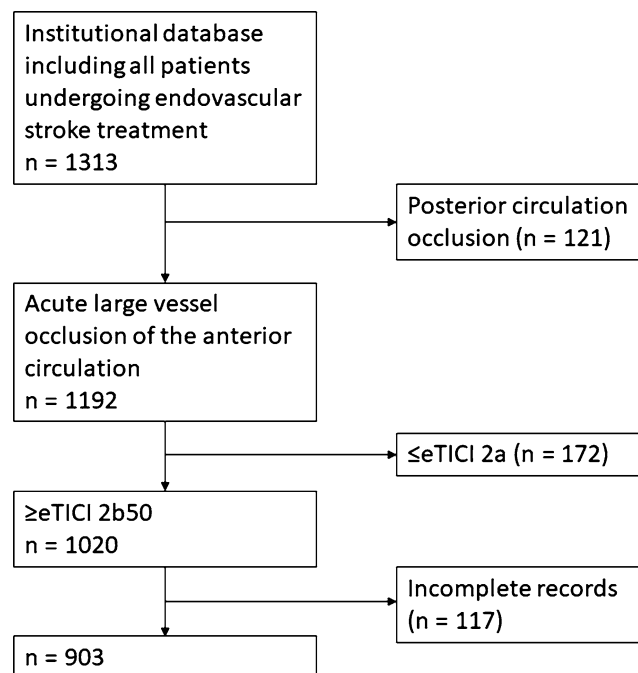 Institutional database
including all patients
undergoing endovascular
stroke treatment
n = 1313
Posterior circulation
occlusion (n = 121)
Acute large vessel
occlusion of the anterior
circulation
n = 1192
≤eTICI 2a (n = 172)
≥eTICI 2b50
n = 1020
Incomplete records
(n = 117)
n = 903